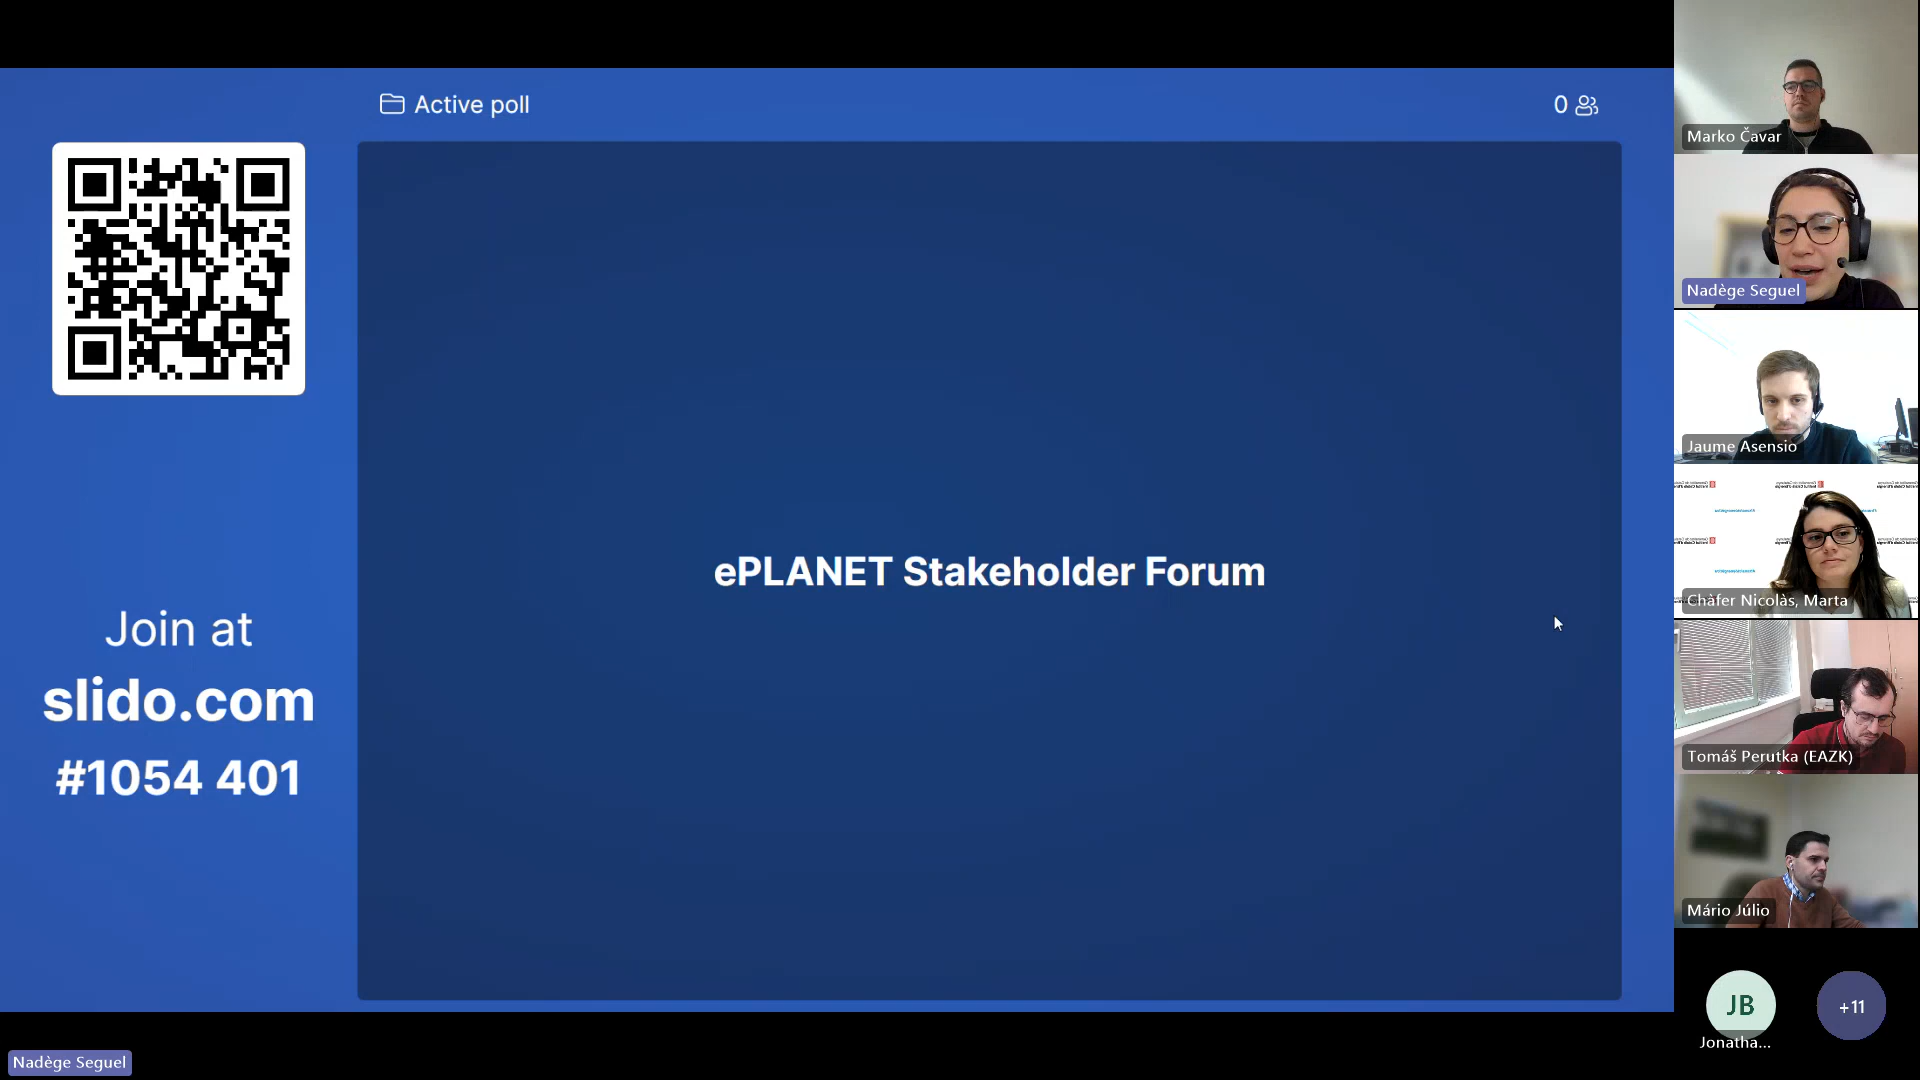 Active poll
0
Join at
slido.com
#1054 401
ePLANET Stakeholder Forum
Marko Čavar
Nadège Seguel
Jaume Asensio
Chàfer Nicolàs, Marta
Tomáš Perutka (EAZK)
Mário Júlio
JB
Jonatha...
+11
Nadège Seguel